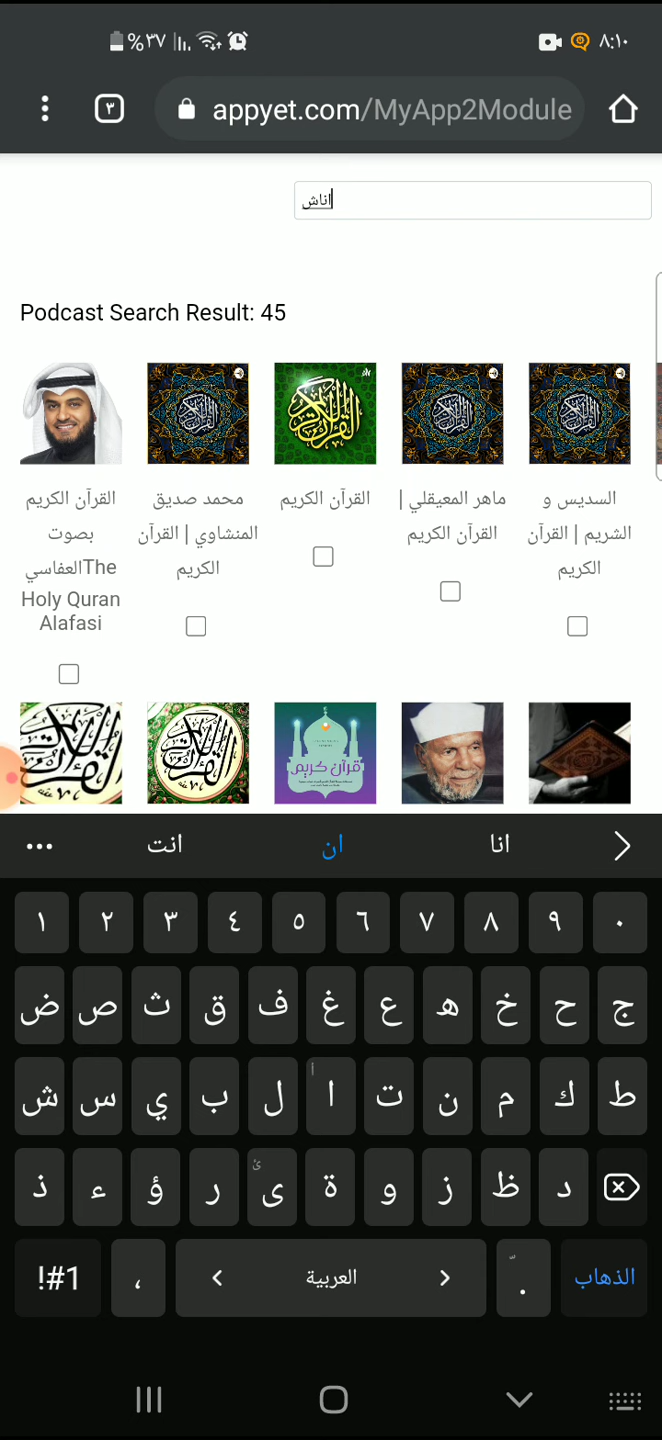 %٣٧
٨:١٠
٣
appyet.com/MyApp2Module
اناش
Podcast Search Result: 45
القرآن الكريم
بصوت
العفاسيThe
Holy Quran
Alafasi
محمد صديق
المنشاوي | القرآن
الكريم
القرآن الكريم
ماهر المعيقلي |
القرآن الكريم
السديس و
الشريم | القرآن
الكريم
قرآن كريم
انت
ان
انا
١ ٢ ٣ ٤ ٥ ٦ ٧ ٨ ٩ ٠
ض ص ث ق ف غ ع ه خ ح ج
ش س ي ب ل ا ت ن م ك ط
ذ ء ؤ ر ى ة و ز ظ د
!#1 ، < العربية > . الذهاب